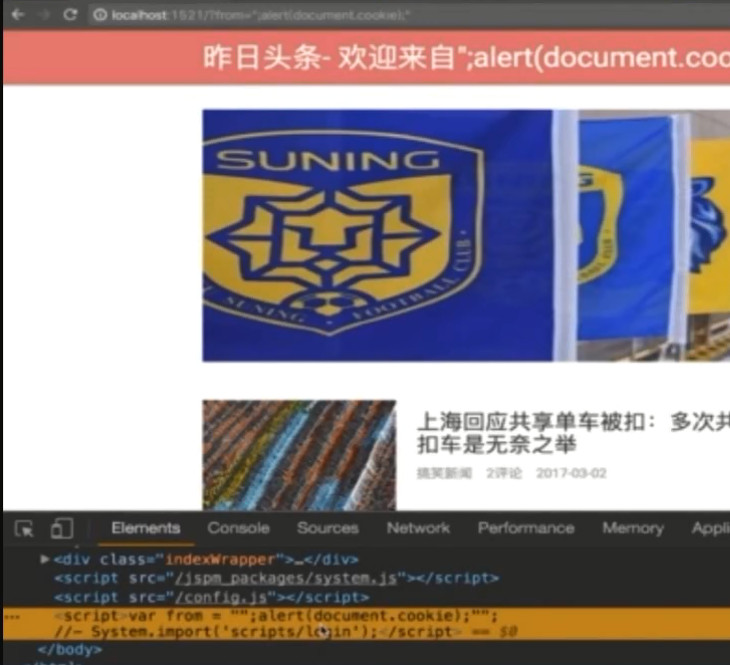 localhost:1521/?from=";alert(document.cookie);"
昨日头条- 欢迎来自";alert(document.coo
SUNING
SUNING · FOOTBALL CLUB ·
上海回应共享单车被扣：多次共
扣车是无奈之举
搞笑新闻 2评论 2017-03-02
Elements Console Sources Network Performance Memory Appli
▶<div class="indexWrapper">…</div>
<script src="/jspm_packages/system.js"></script>
<script src="/config.js"></script>
<script>var from = "";alert(document.cookie);"";
//- System.import('scripts/login');</script> == $0
</body>